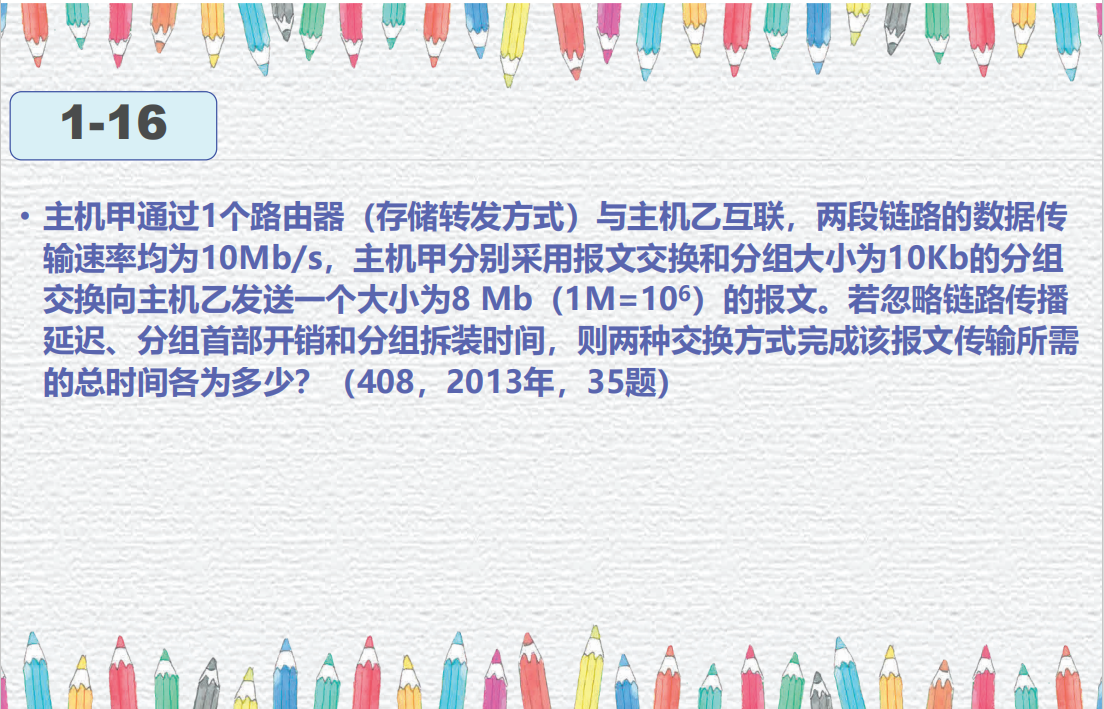 1-16
• 主机甲通过1个路由器（存储转发方式）与主机乙互联，两段链路的数据传
输速率均为10Mb/s，主机甲分别采用报文交换和分组大小为10Kb的分组
交换向主机乙发送一个大小为8 Mb（1M=10⁶）的报文。若忽略链路传播
延迟、分组首部开销和分组拆装时间，则两种交换方式完成该报文传输所需
的总时间各为多少？（408，2013年，35题）